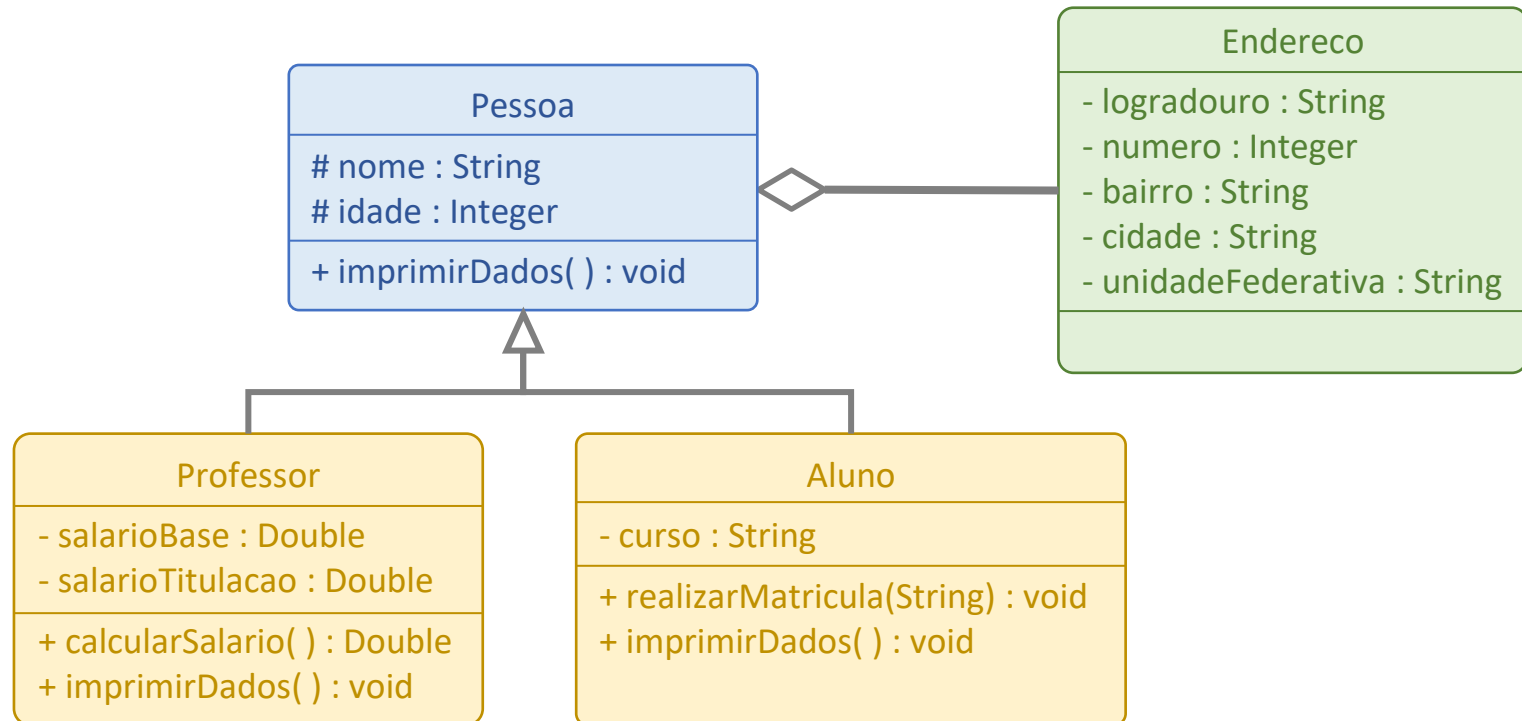 Pessoa
# nome : String
# idade : Integer
+ imprimirDados( ) : void
Endereco
- logradouro : String
- numero : Integer
- bairro : String
- cidade : String
- unidadeFederativa : String
Professor
- salarioBase : Double
- salarioTitulacao : Double
+ calcularSalario( ) : Double
+ imprimirDados( ) : void
Aluno
- curso : String
+ realizarMatricula(String) : void
+ imprimirDados( ) : void